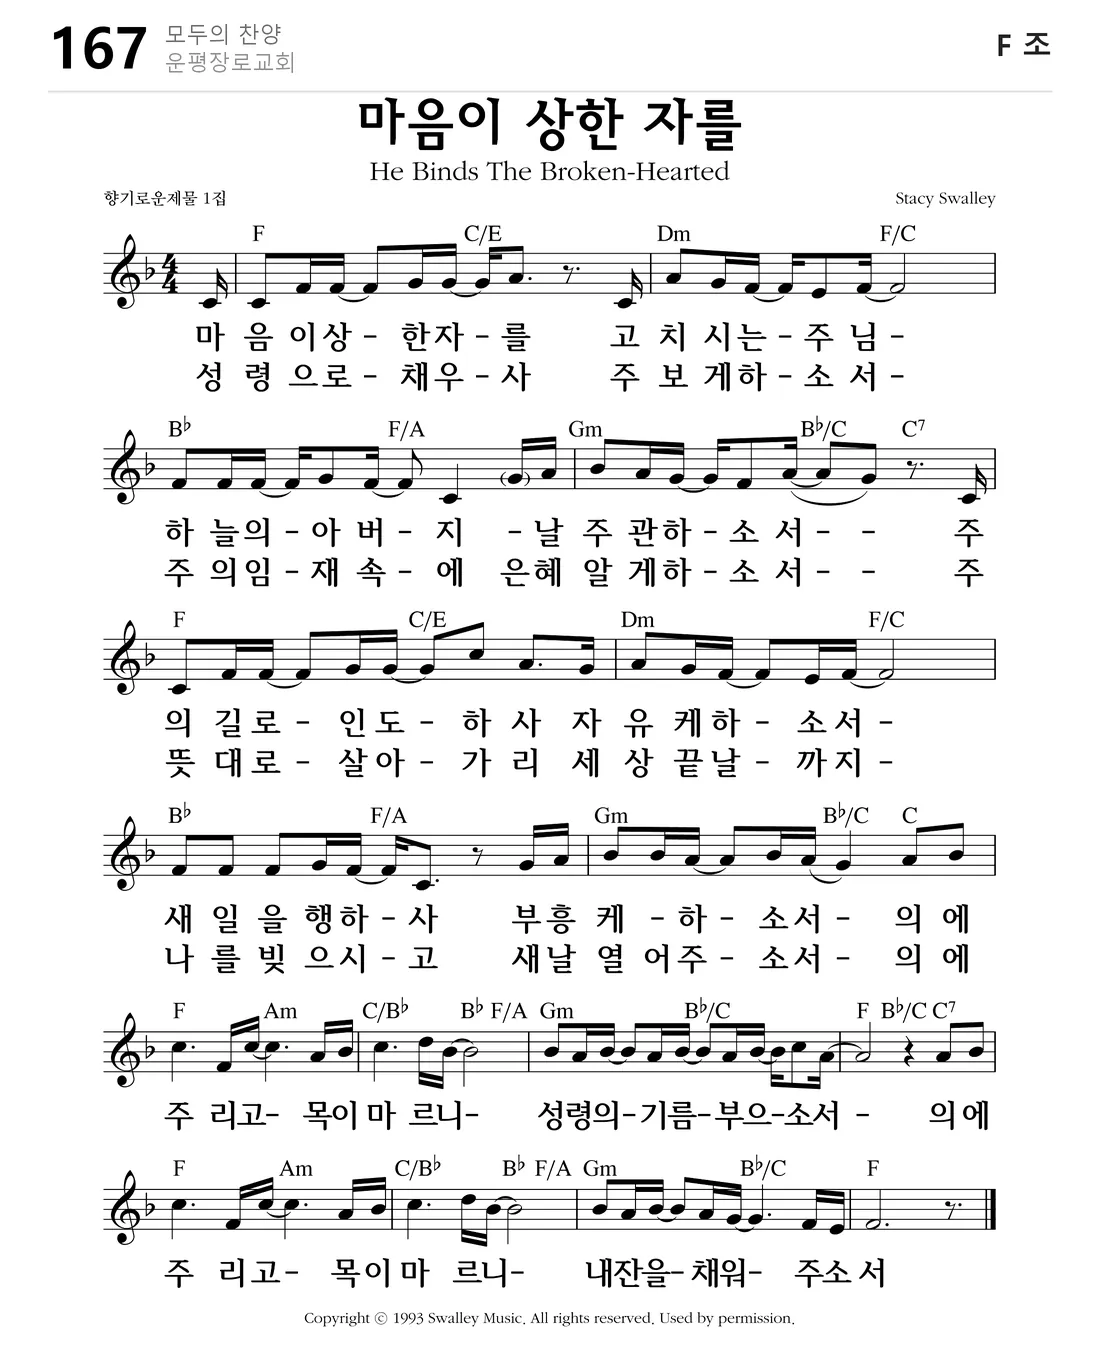 167 모두의 찬양
운평장로교회
F 조
마음이 상한 자를
He Binds The Broken-Hearted
향기로운제물 1집 Stacy Swalley
F C/E Dm F/C
마 음 이상 - 한자 - 를 고 치 시는 - 주 님 -
성 령 으로 - 채우 - 사 주 보 게하 - 소 서 -
B♭ F/A Gm B♭/C C7
하 늘의 - 아 버 - 지 - 날 주 관하 - 소 서 - - 주
주 의임 - 재 속 - 에 은혜 알 게하 - 소 서 - - 주
F C/E Dm F/C
의 길로 - 인도 - 하 사 자 유 케하 - 소서 -
뜻 대로 - 살아 - 가 리 세 상 끝날 - 까지 -
B♭ F/A Gm B♭/C C
새 일 을 행하 - 사 부흥 케 - 하 - 소서 - 의 에
나 를 빚 으시 - 고 새날 열 어주 - 소서 - 의 에
F Am C/B♭ B♭ F/A Gm B♭/C F B♭/C C7
주 리고 - 목이 마 르니 - 성령의 - 기름 - 부으 - 소서 - 의 에
F Am C/B♭ B♭ F/A Gm B♭/C F
주 리고 - 목이 마 르니 - 내잔을 - 채워 - 주소 서
Copyright ⓒ 1993 Swalley Music. All rights reserved. Used by permission.